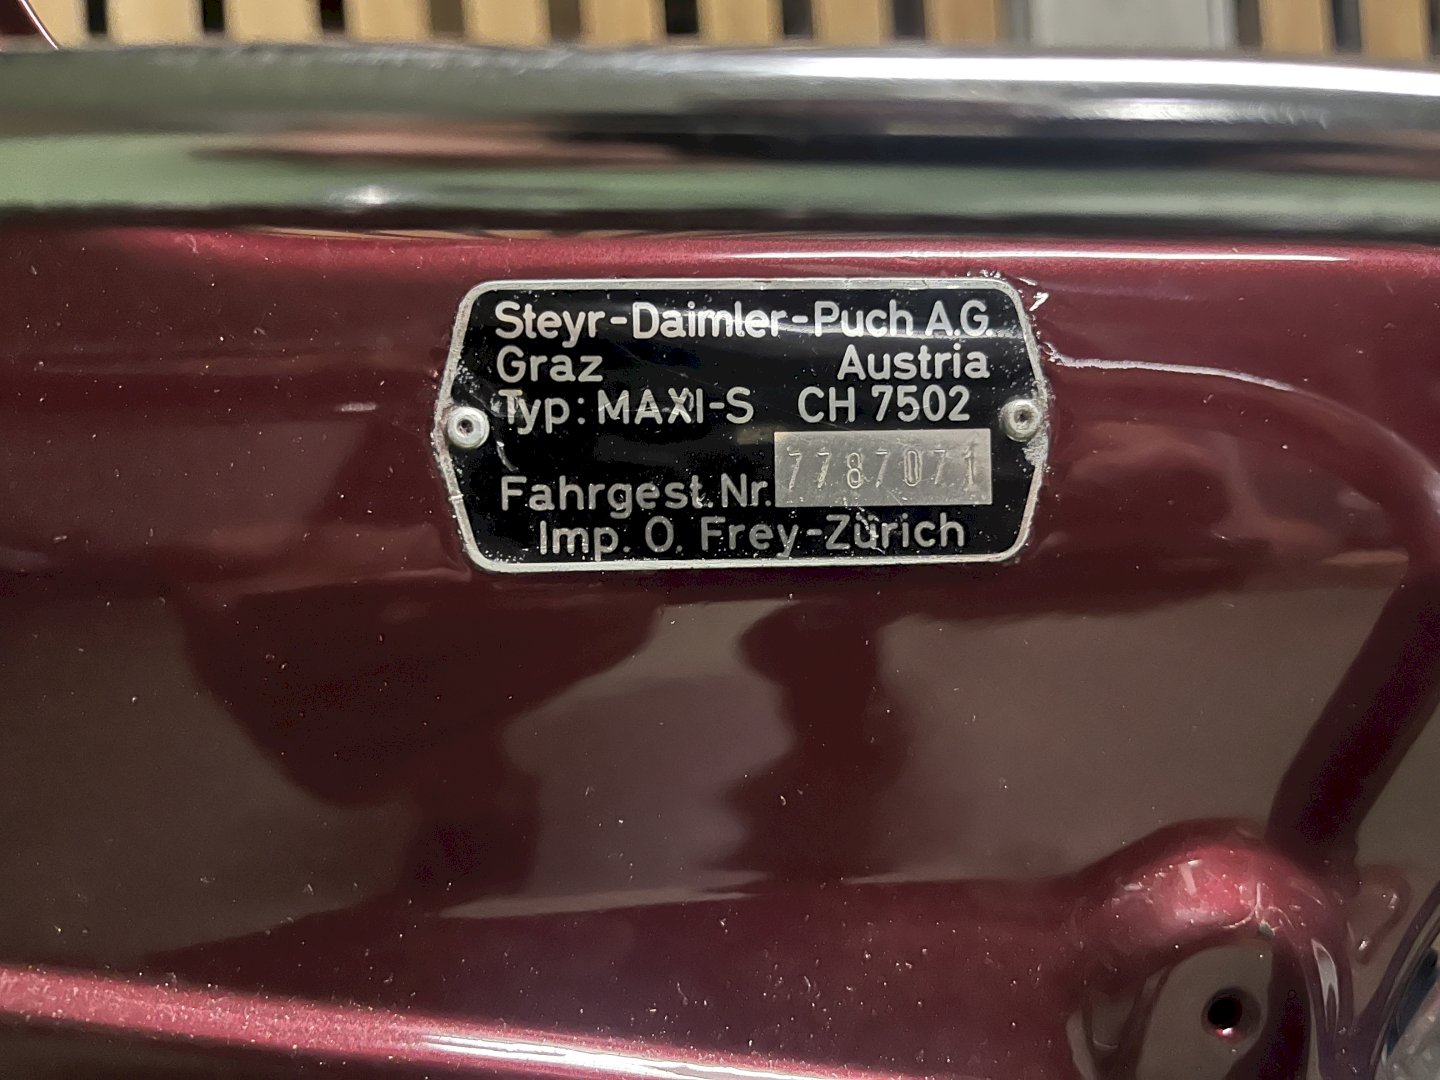 Steyr-Daimler-Puch A.G.
Graz Austria
Typ: MAXI-S CH 7502
Fahrgest.Nr. 7787071
Imp. O. Frey-Zürich